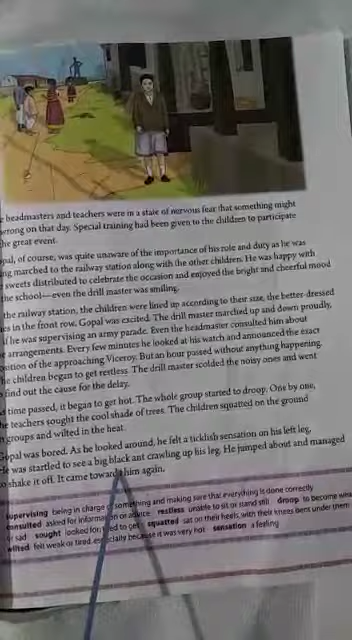 headmasters and teachers were in a state of nervous fear that something might
wrong on that day. Special training had been given to the children to participate
he great event.
pal, of course, was quite unaware of the importance of his role and duty as he was
ng marched to the railway station along with the other children. He was happy with
sweets distributed to celebrate the occasion and enjoyed the bright and cheerful mood
the school—even the drill master was smiling.
the railway station, the children were lined up according to their size, the better-dressed
es in the front row. Gopal was excited. The drill master marched up and down proudly,
if he was supervising an army parade. Even the headmaster consulted him about
e arrangements. Every few minutes he looked at his watch and announced the exact
osition of the approaching Viceroy. But an hour passed without anything happening.
he children began to get restless. The drill master scolded the noisy ones and went
find out the cause for the delay.
s time passed, it began to get hot. The whole group started to droop. One by one,
he teachers sought the cool shade of trees. The children squatted on the ground
n groups and wilted in the heat.
Gopal was bored. As he looked around, he felt a ticklish sensation on his left leg,
He was startled to see a big black ant crawling up his leg. He jumped about and managed
o shake it off. It came toward him again.
supervising being in charge of something and making sure that everything is done correctly
consulted asked for information or advice restless unable to sit or stand still droop to become
or sad sought looked for to get squatted sat on their heels, with their knees bent under them
wilted felt weak or tired, especially because it was very hot sensation a feeling